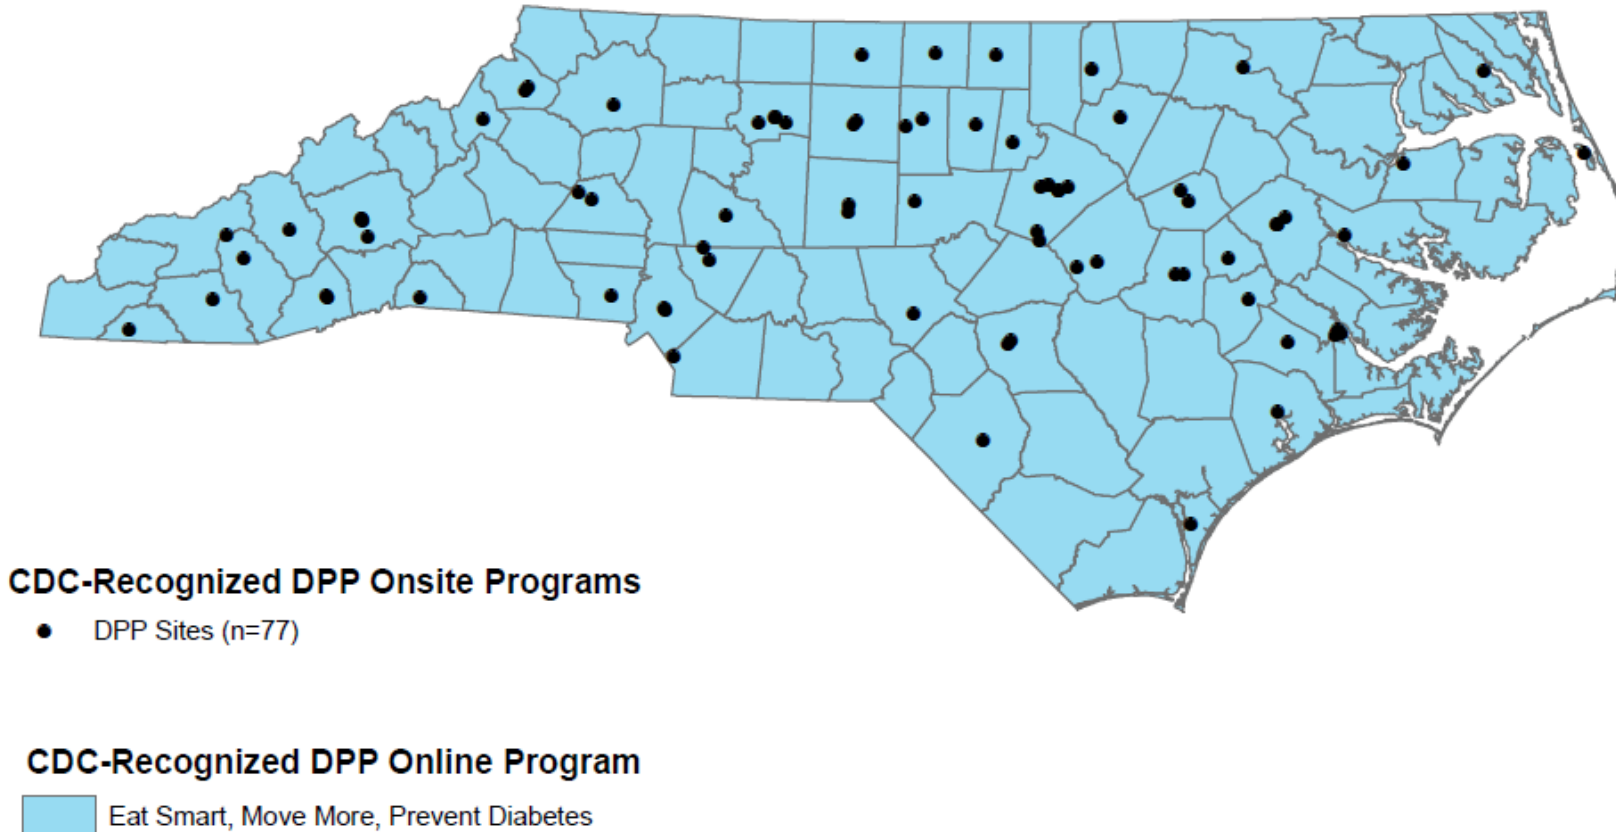 CDC-Recognized DPP Onsite Programs
DPP Sites (n=77)
CDC-Recognized DPP Online Program
Eat Smart, Move More, Prevent Diabetes